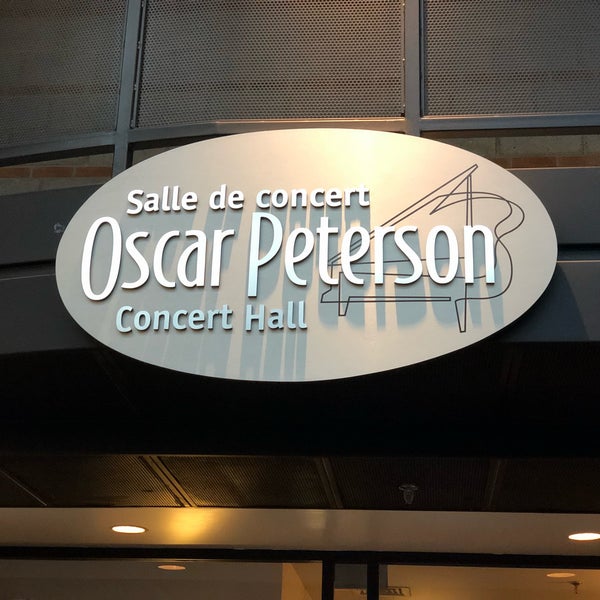 Salle de concert
Oscar Peterson
Concert Hall